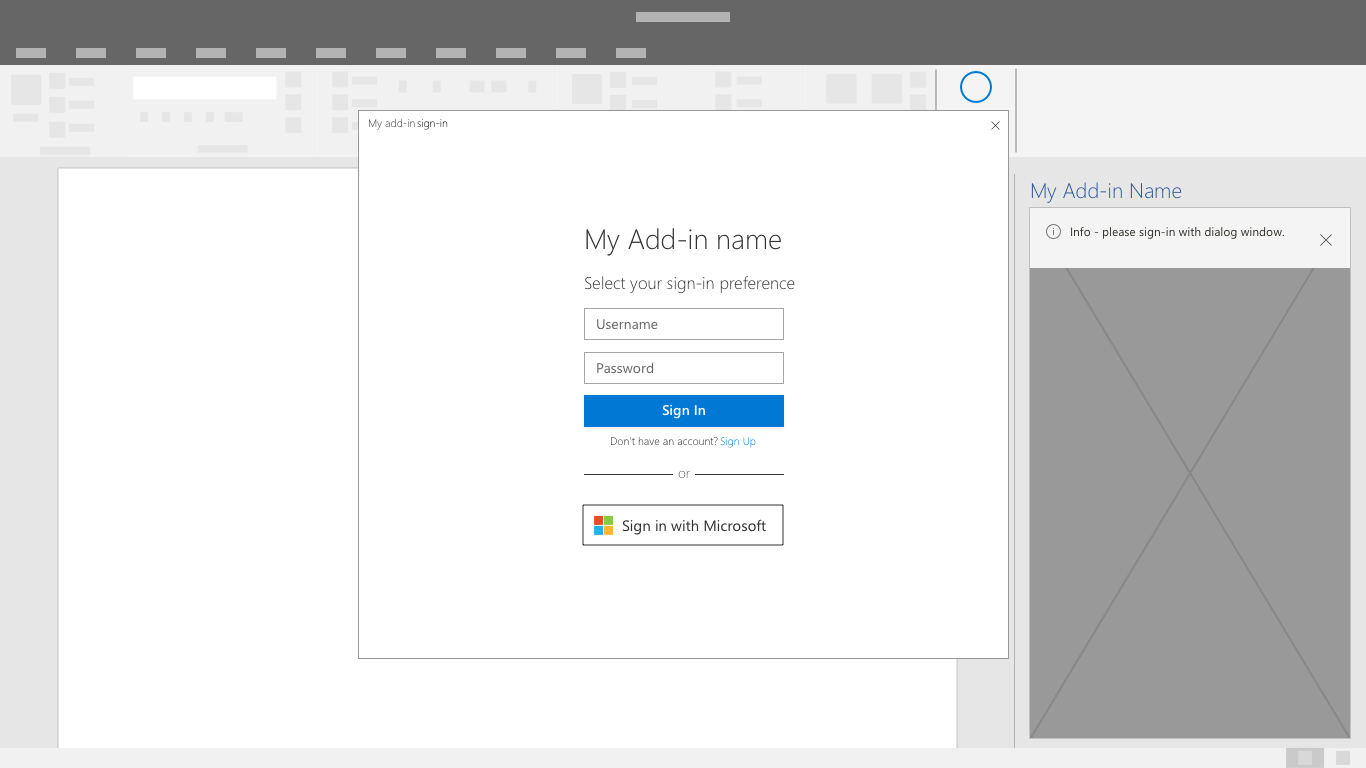 My add-in sign-in
My Add-in name
Select your sign-in preference
Username
Password
Sign In
Don't have an account? Sign Up
or
Sign in with Microsoft
My Add-in Name
Info - please sign-in with dialog window.